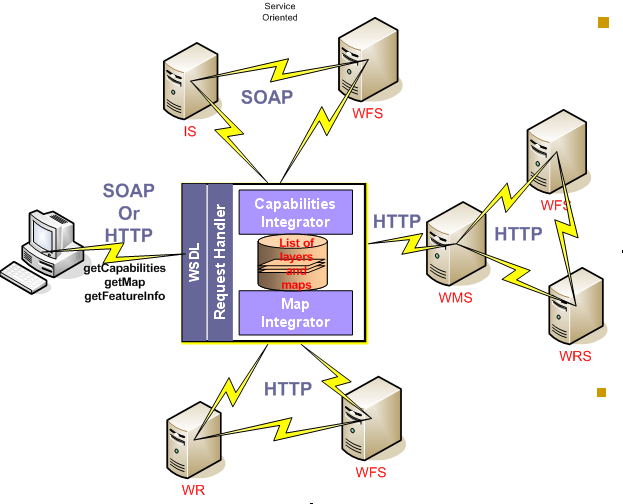 Service
Oriented
SOAP
IS
WFS
SOAP
Or
HTTP
getCapabilities
getMap
getFeatureInfo
WSDL
Request Handler
Capabilities
Integrator
List of
layers
and
maps
Map
Integrator
HTTP
WMS
HTTP
WFS
WRS
HTTP
WR
WFS